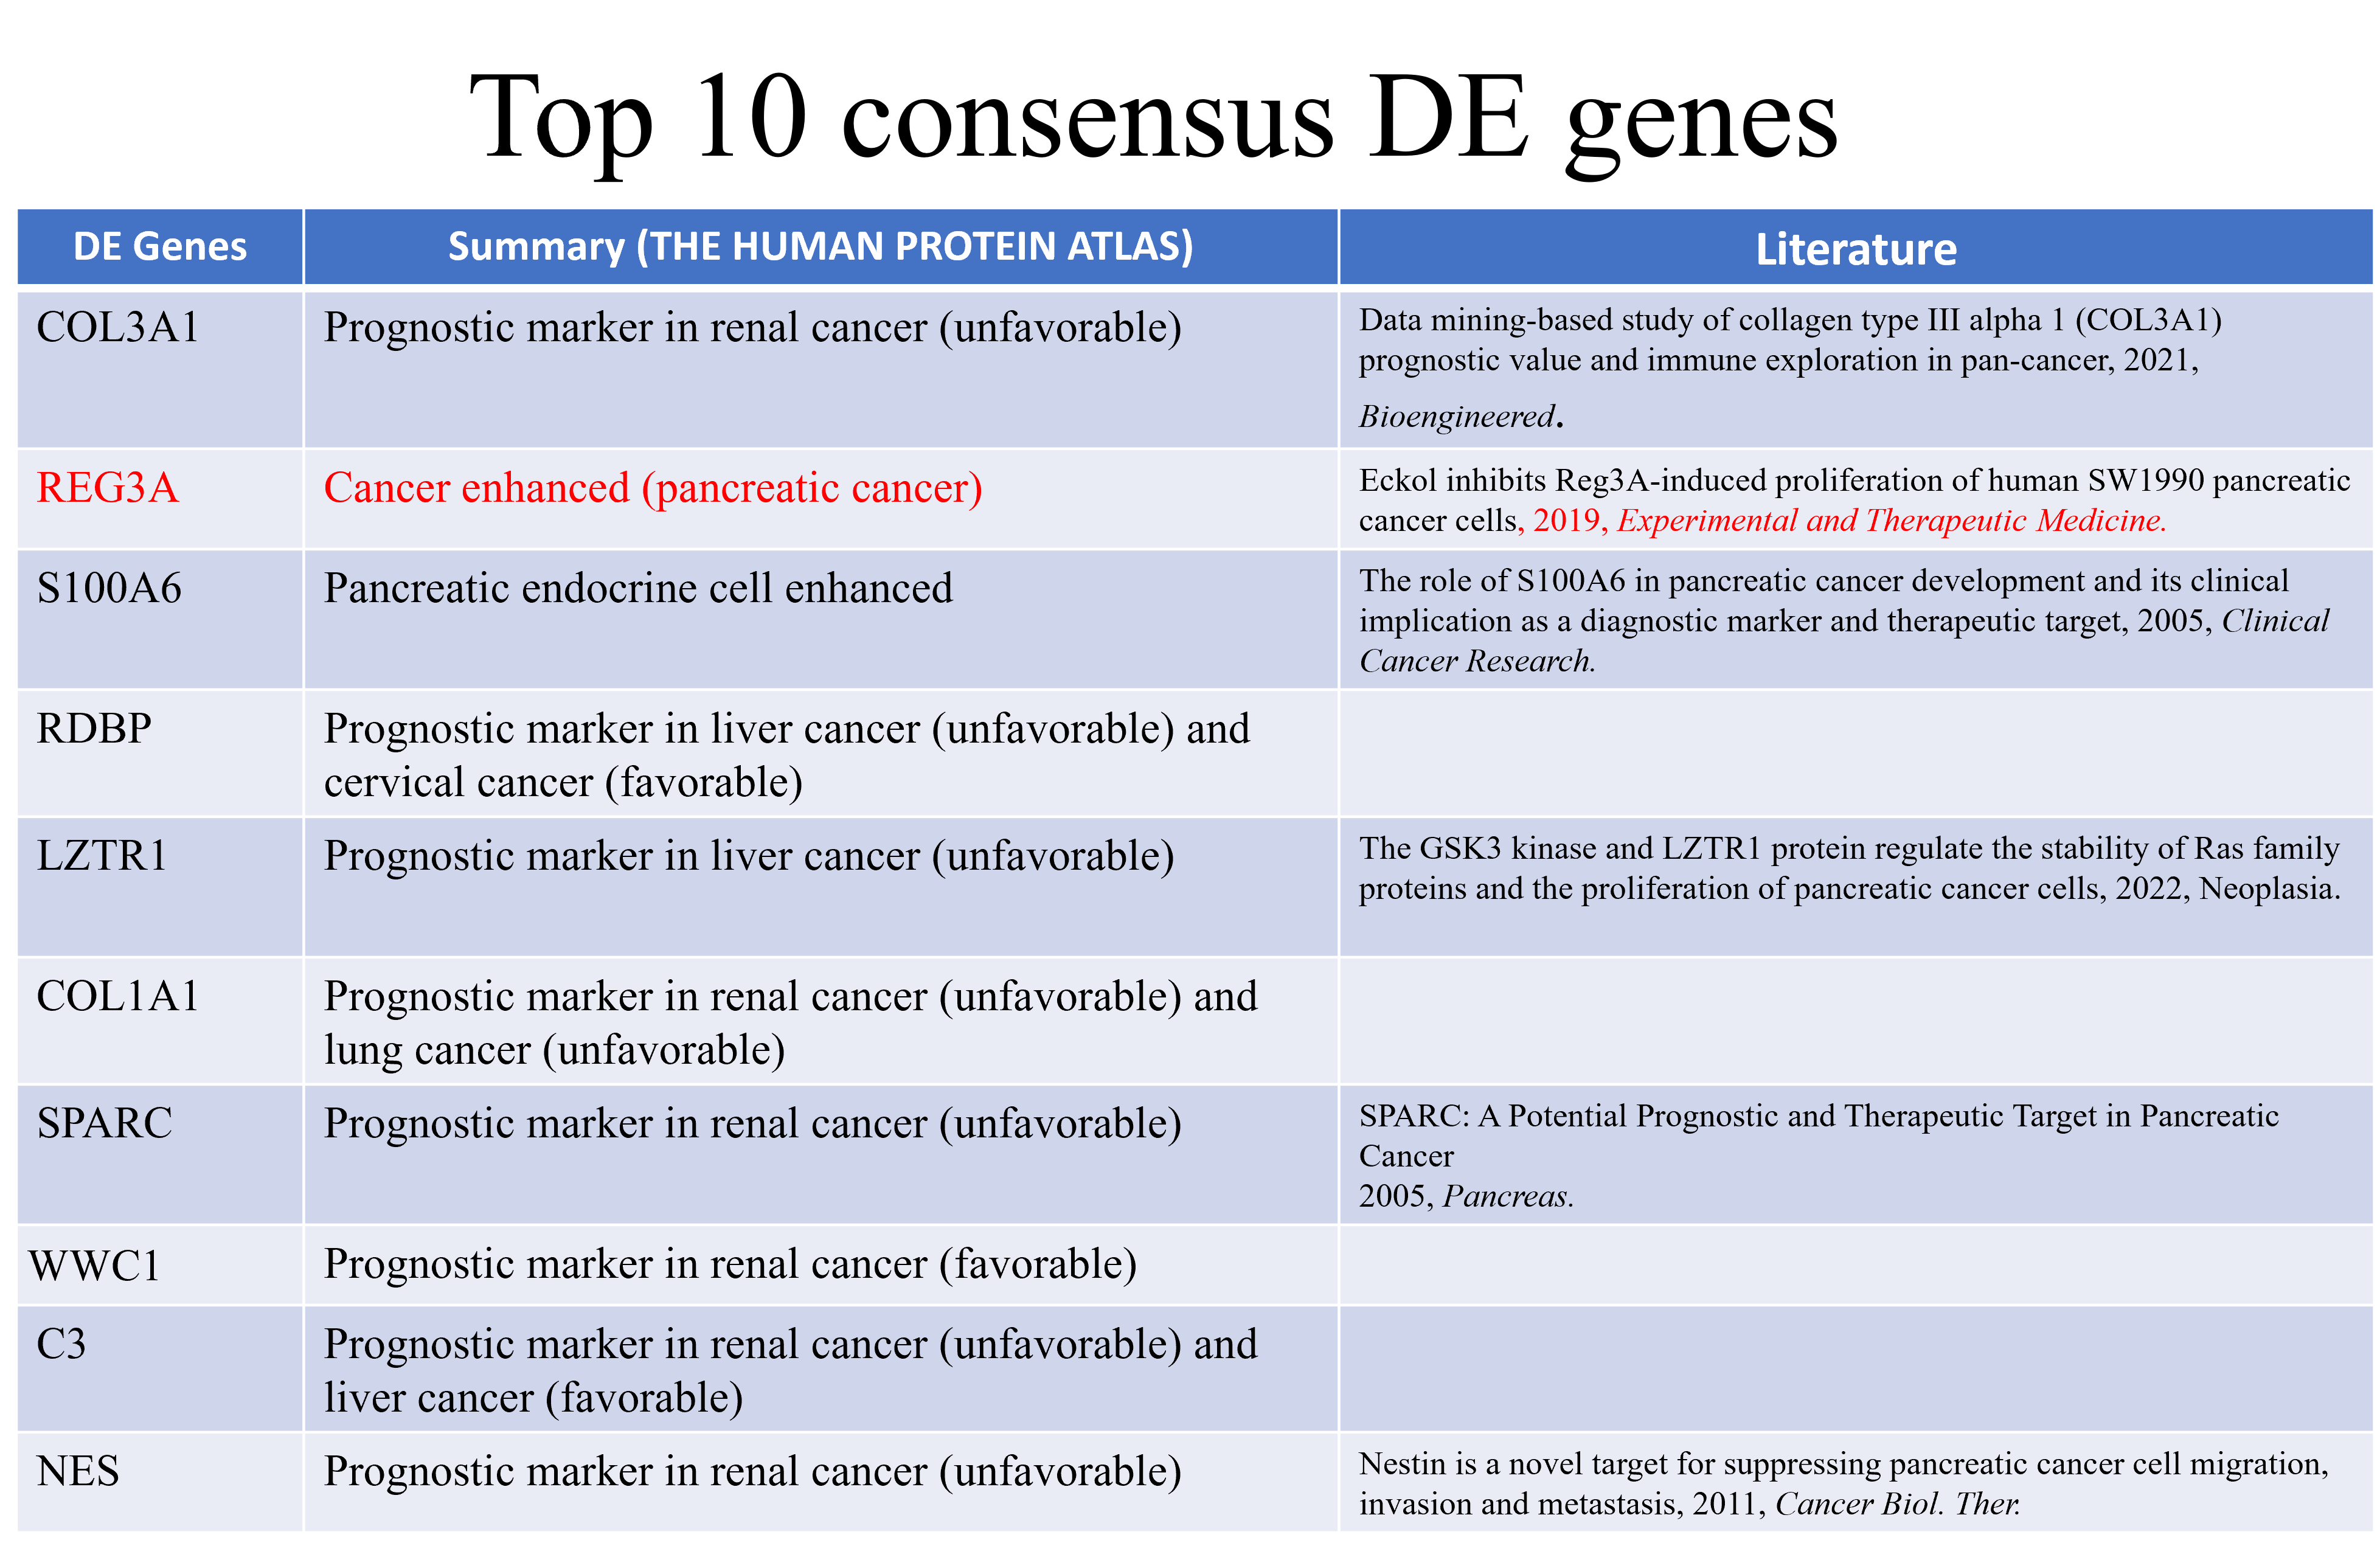 Top 10 consensus DE genes
DE Genes
Summary (THE HUMAN PROTEIN ATLAS)
Literature
COL3A1
Prognostic marker in renal cancer (unfavorable)
Data mining-based study of collagen type III alpha 1 (COL3A1)
prognostic value and immune exploration in pan-cancer, 2021,
Bioengineered.
REG3A
Cancer enhanced (pancreatic cancer)
Eckol inhibits Reg3A-induced proliferation of human SW1990 pancreatic
cancer cells, 2019, Experimental and Therapeutic Medicine.
S100A6
Pancreatic endocrine cell enhanced
The role of S100A6 in pancreatic cancer development and its clinical
implication as a diagnostic marker and therapeutic target, 2005, Clinical
Cancer Research.
RDBP
Prognostic marker in liver cancer (unfavorable) and
cervical cancer (favorable)
LZTR1
Prognostic marker in liver cancer (unfavorable)
The GSK3 kinase and LZTR1 protein regulate the stability of Ras family
proteins and the proliferation of pancreatic cancer cells, 2022, Neoplasia.
COL1A1
Prognostic marker in renal cancer (unfavorable) and
lung cancer (unfavorable)
SPARC
Prognostic marker in renal cancer (unfavorable)
SPARC: A Potential Prognostic and Therapeutic Target in Pancreatic
Cancer
2005, Pancreas.
WWC1
Prognostic marker in renal cancer (favorable)
C3
Prognostic marker in renal cancer (unfavorable) and
liver cancer (favorable)
NES
Prognostic marker in renal cancer (unfavorable)
Nestin is a novel target for suppressing pancreatic cancer cell migration,
invasion and metastasis, 2011, Cancer Biol. Ther.